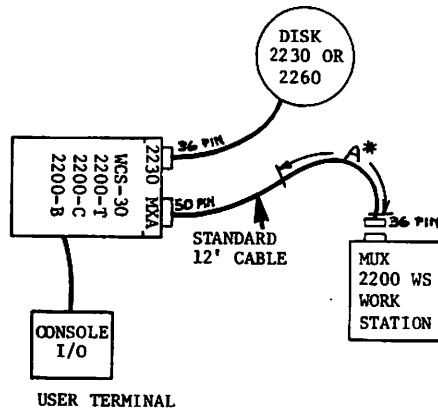 DISK
2230 OR
2260
36 PIN
2230 MXA
WCS-30
2200-T
2200-C
2200-B
50 PIN
A*
36 PIN
STANDARD
12' CABLE
MUX
2200 WS
WORK
STATION
CONSOLE
I/O
USER TERMINAL